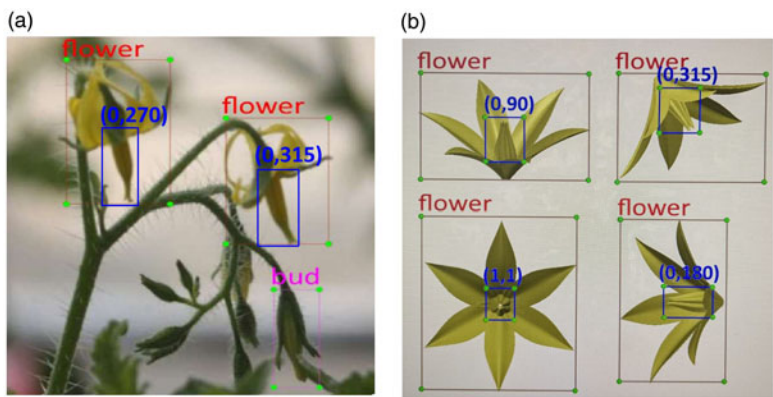 (a)
flower
(0,270)
flower
(0,315)
bud
(b)
flower
(0,90)
flower
(0,315)
flower
(1,1)
flower
(0,180)